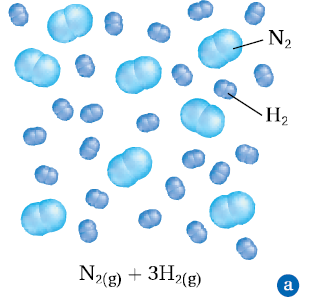 N₂
H₂
N₂(g) + 3H₂(g)
a